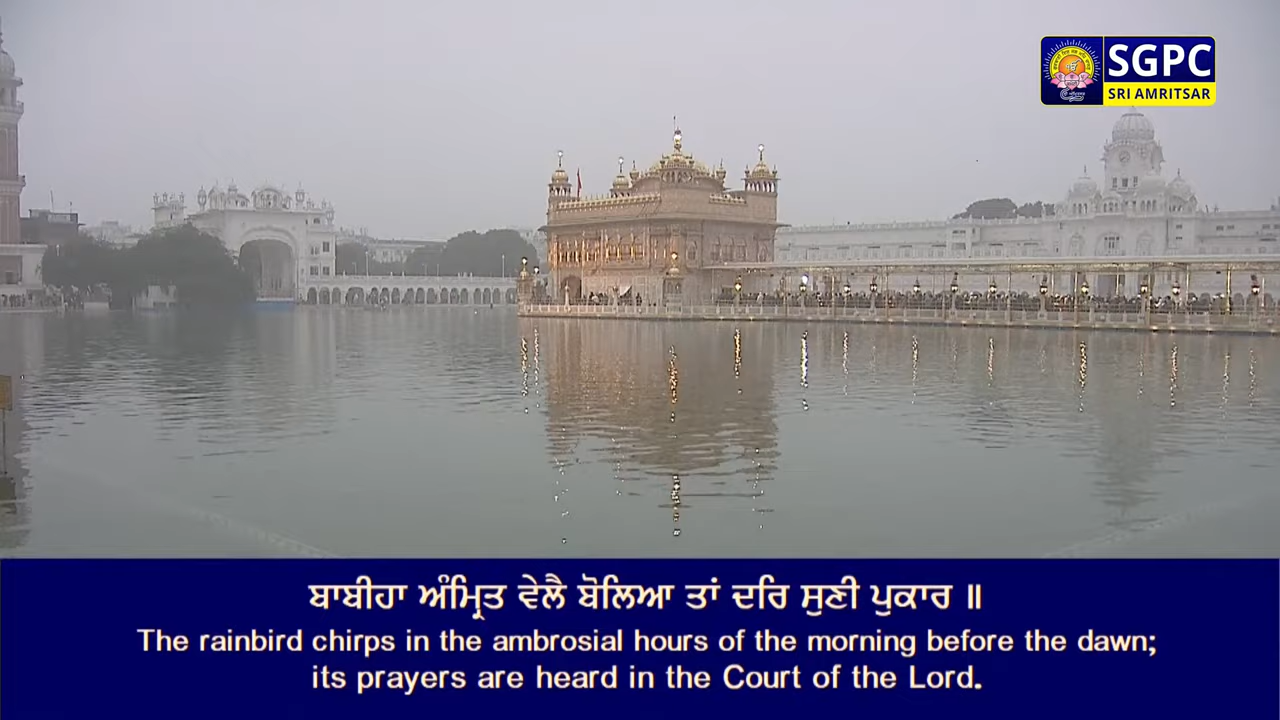 SGPC
SRI AMRITSAR
ਬਾਬੀਹਾ ਅੰਮ੍ਰਿਤ ਵੇਲੈ ਬੋਲਿਆ ਤਾਂ ਦਰਿ ਸੁਣੀ ਪੁਕਾਰ ॥
The rainbird chirps in the ambrosial hours of the morning before the dawn;
its prayers are heard in the Court of the Lord.